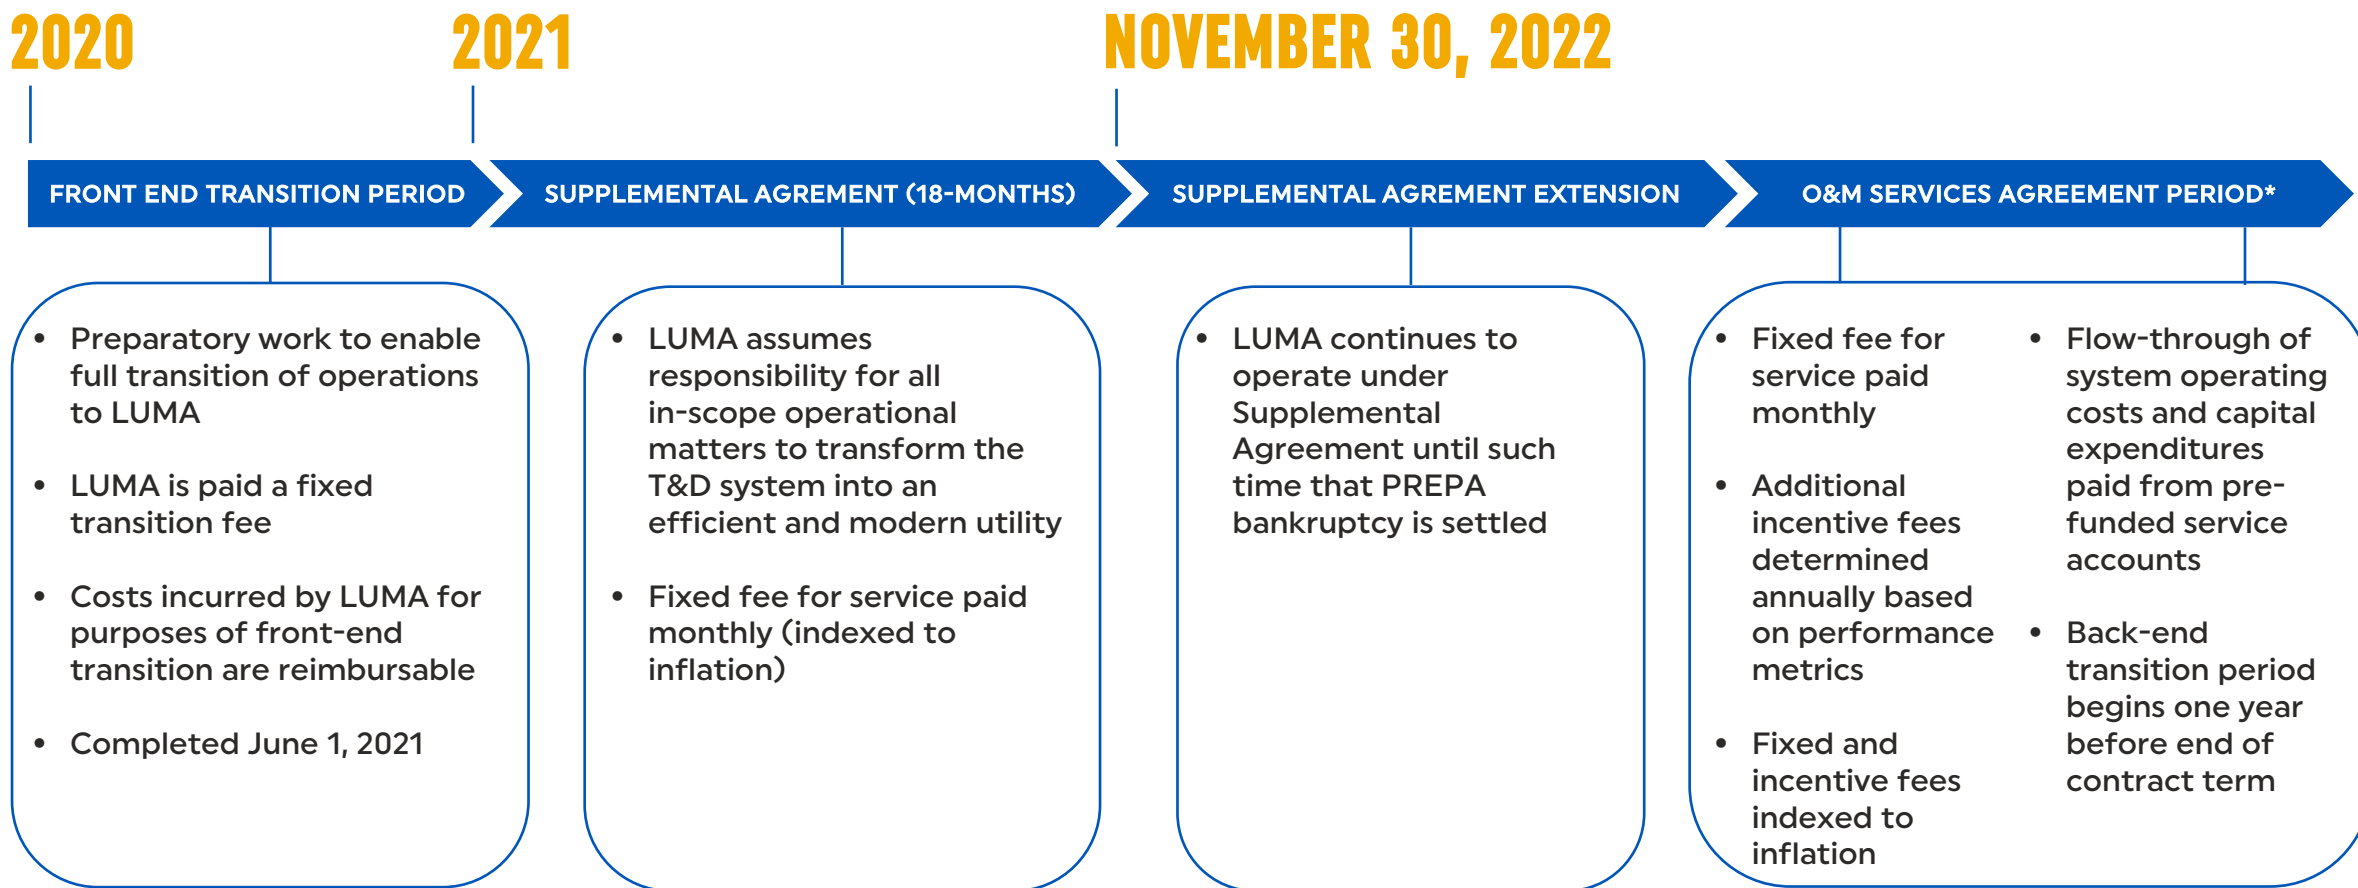 2020
2021
NOVEMBER 30, 2022
FRONT END TRANSITION PERIOD
SUPPLEMENTAL AGREMENT (18-MONTHS)
SUPPLEMENTAL AGREMENT EXTENSION
O&M SERVICES AGREEMENT PERIOD*
• Preparatory work to enable
full transition of operations
to LUMA
• LUMA is paid a fixed
transition fee
• Costs incurred by LUMA for
purposes of front-end
transition are reimbursable
• Completed June 1, 2021
• LUMA assumes
responsibility for all
in-scope operational
matters to transform the
T&D system into an
efficient and modern utility
• Fixed fee for service paid
monthly (indexed to
inflation)
• LUMA continues to
operate under
Supplemental
Agreement until such
time that PREPA
bankruptcy is settled
• Fixed fee for
service paid
monthly
• Additional
incentive fees
determined
annually based
on performance
metrics
• Fixed and
incentive fees
indexed to
inflation
• Flow-through of
system operating
costs and capital
expenditures
paid from pre-
funded service
accounts
• Back-end
transition period
begins one year
before end of
contract term